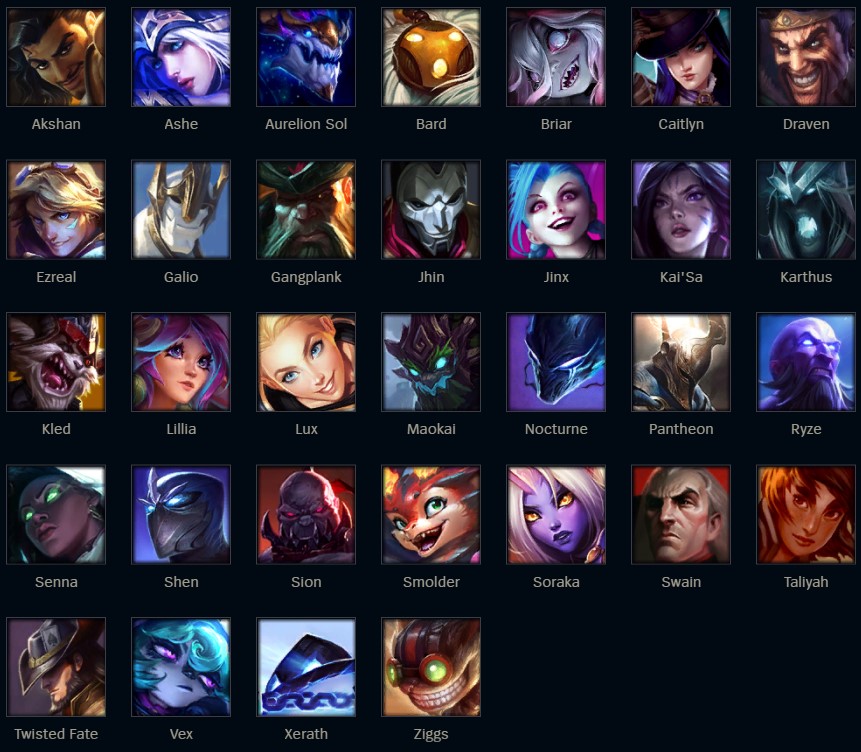 Akshan Ashe Aurelion Sol Bard Briar Caitlyn Draven
Ezreal Galio Gangplank Jhin Jinx Kai'Sa Karthus
Kled Lillia Lux Maokai Nocturne Pantheon Ryze
Senna Shen Sion Smolder Soraka Swain Taliyah
Twisted Fate Vex Xerath Ziggs